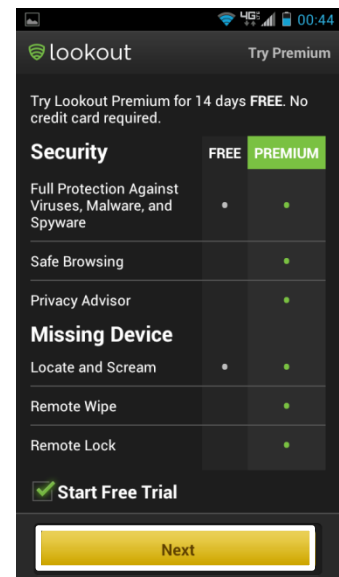 4G 00:44
lookout Try Premium
Try Lookout Premium for 14 days FREE. No
credit card required.
Security FREE PREMIUM
Full Protection Against
Viruses, Malware, and
Spyware
Safe Browsing
Privacy Advisor
Missing Device
Locate and Scream
Remote Wipe
Remote Lock
Start Free Trial
Next